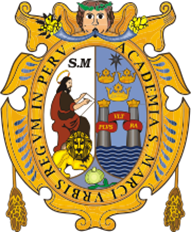 ACADEMIA S. MARCI VRBIS REGVM IN PERV
S.M
PLVS VLT RA